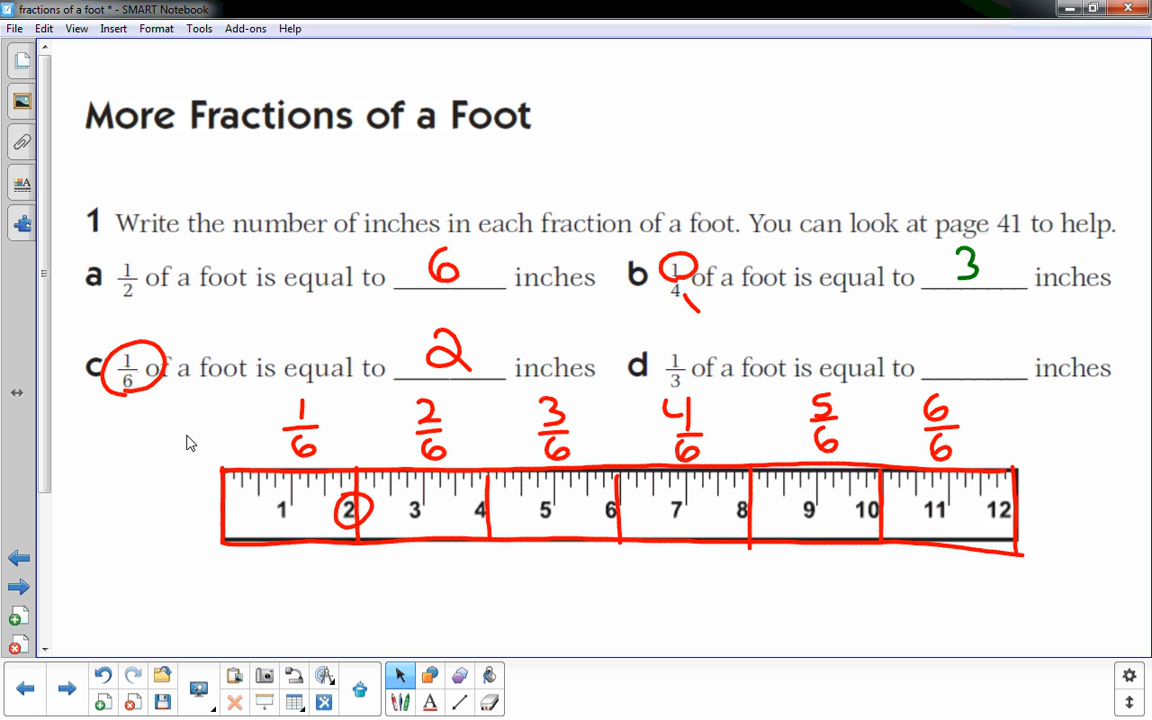 fractions of a foot * - SMART Notebook
File Edit View Insert Format Tools Add-ons Help
More Fractions of a Foot
1 Write the number of inches in each fraction of a foot. You can look at page 41 to help.
a 1/2 of a foot is equal to 6 inches
b 1/4 of a foot is equal to 3 inches
c 1/6 of a foot is equal to 2 inches
d 1/3 of a foot is equal to ________ inches
1/6 2/6 3/6 4/6 5/6 6/6
1 2 3 4 5 6 7 8 9 10 11 12